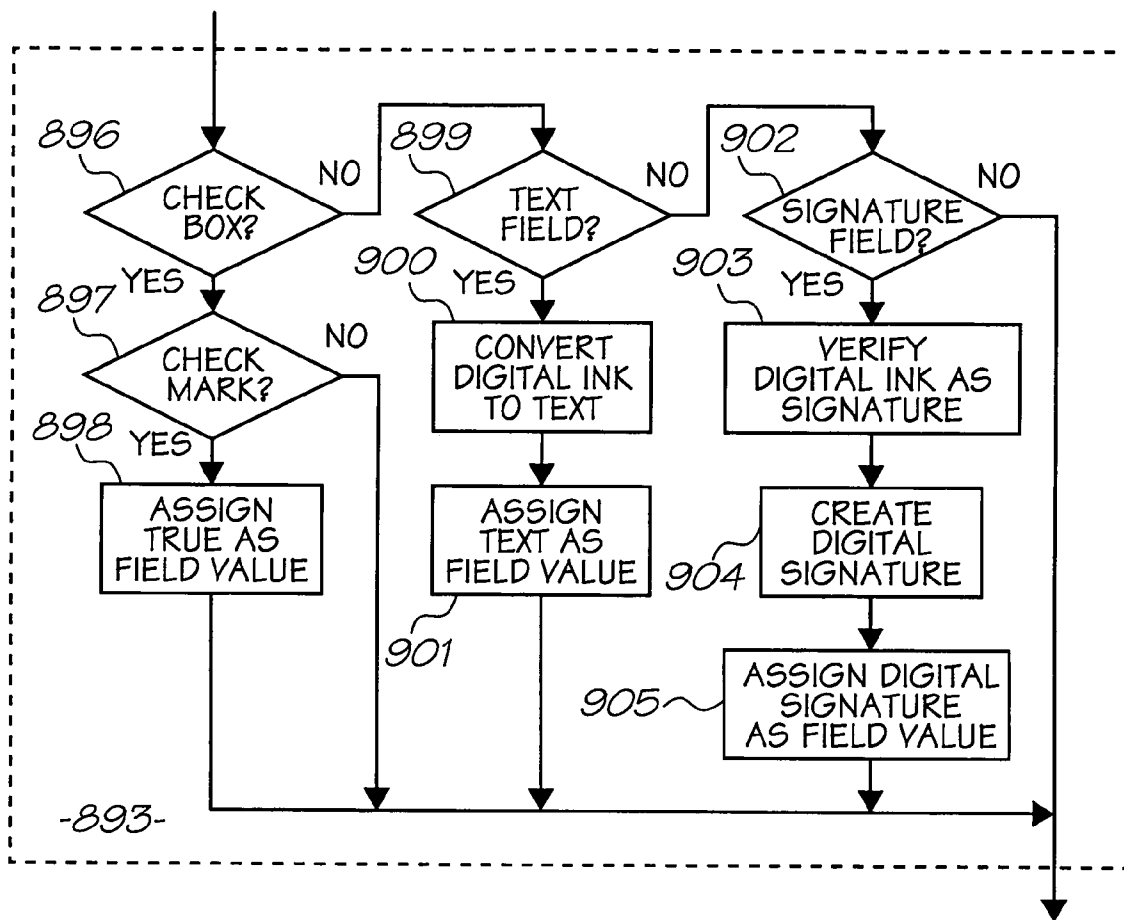 896
CHECK
BOX?
NO
YES
897
CHECK
MARK?
NO
YES
898
ASSIGN
TRUE AS
FIELD VALUE
899
TEXT
FIELD?
NO
YES
900
CONVERT
DIGITAL INK
TO TEXT
ASSIGN
TEXT AS
FIELD VALUE
901
902
SIGNATURE
FIELD?
NO
YES
903
VERIFY
DIGITAL INK AS
SIGNATURE
CREATE
DIGITAL
SIGNATURE
904
ASSIGN DIGITAL
SIGNATURE
AS FIELD VALUE
905
-893-